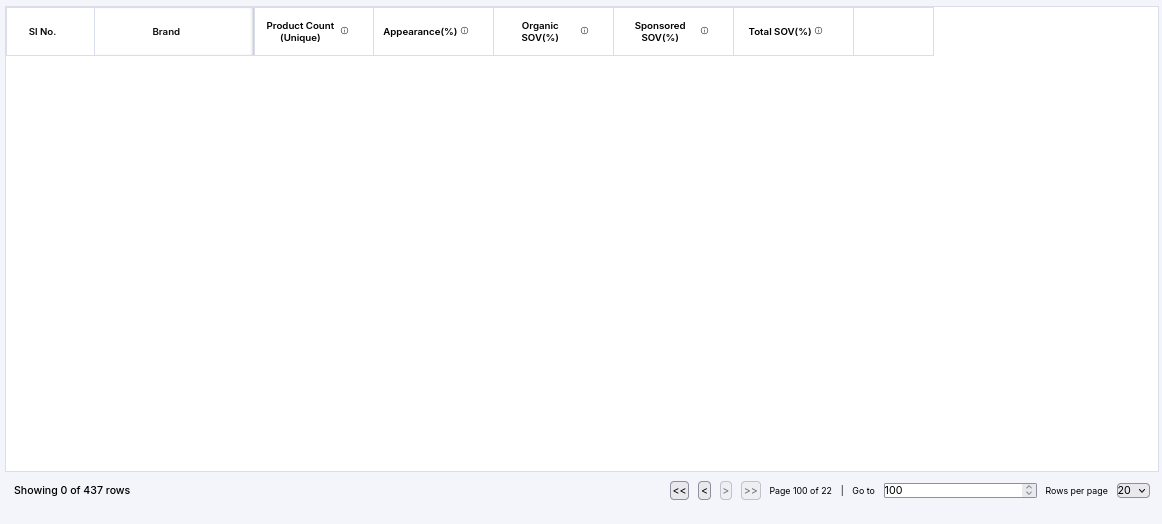 Sl No.
Brand
Product Count
(Unique)
Appearance(%)
Organic
SOV(%)
Sponsored
SOV(%)
Total SOV(%)
Showing 0 of 437 rows
<< < > >> Page 100 of 22 | Go to 100 Rows per page 20